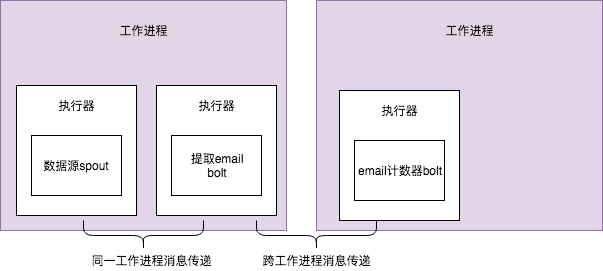 工作进程
工作进程
执行器
执行器
执行器
数据源spout
提取email
bolt
email计数器bolt
同一工作进程消息传递
跨工作进程消息传递